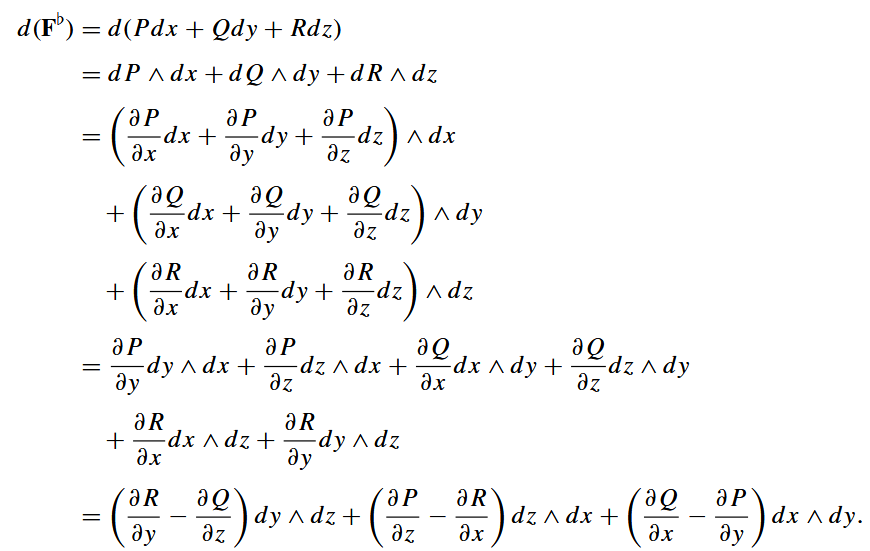 d(𝐅^♭) = d(Pdx + Qdy + Rdz)
= dP ∧ dx + dQ ∧ dy + dR ∧ dz
= (∂P/∂x dx + ∂P/∂y dy + ∂P/∂z dz) ∧ dx
+ (∂Q/∂x dx + ∂Q/∂y dy + ∂Q/∂z dz) ∧ dy
+ (∂R/∂x dx + ∂R/∂y dy + ∂R/∂z dz) ∧ dz
= ∂P/∂y dy ∧ dx + ∂P/∂z dz ∧ dx + ∂Q/∂x dx ∧ dy + ∂Q/∂z dz ∧ dy
+ ∂R/∂x dx ∧ dz + ∂R/∂y dy ∧ dz
= (∂R/∂y − ∂Q/∂z) dy ∧ dz + (∂P/∂z − ∂R/∂x) dz ∧ dx + (∂Q/∂x − ∂P/∂y) dx ∧ dy.